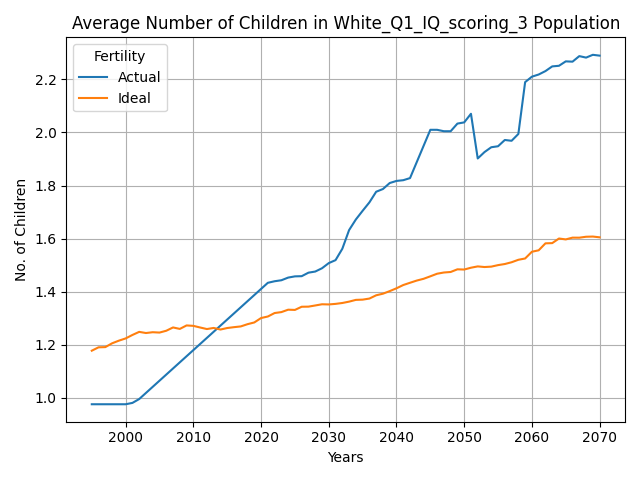 Average Number of Children in White_Q1_IQ_scoring_3 Population
Fertility
Actual
Ideal
No. of Children
2.2
2.0
1.8
1.6
1.4
1.2
1.0
2000 2010 2020 2030 2040 2050 2060 2070
Years